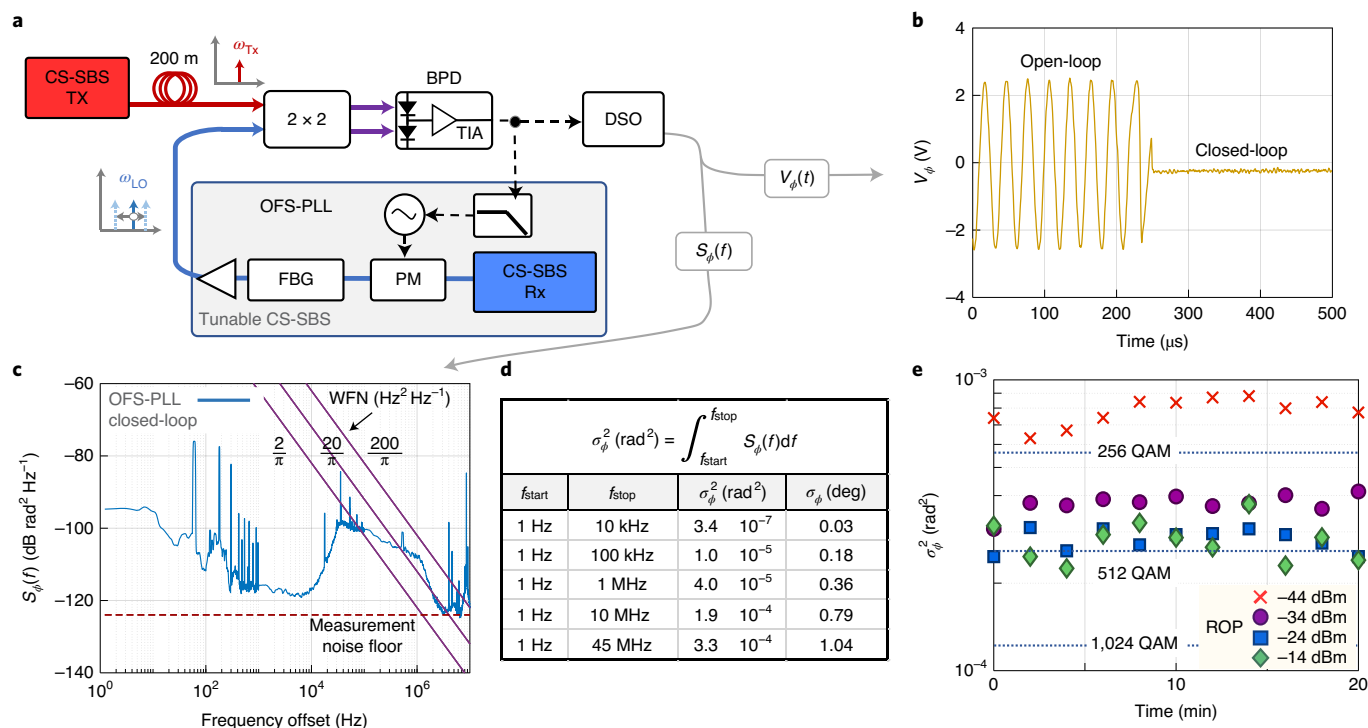 a
CS-SBS
TX
200 m
ω_Tx
2 × 2
BPD
TIA
DSO
V_ϕ(t)
S_ϕ(f)
ω_LO
OFS-PLL
FBG
PM
CS-SBS
Rx
Tunable CS-SBS
b
4
2
0
−2
−4
V_ϕ (V)
Open-loop
Closed-loop
0
100
200
300
400
500
Time (µs)
c
−60
−80
−100
−120
−140
S_ϕ(f) (dB rad² Hz⁻¹)
OFS-PLL
closed-loop
WFN (Hz² Hz⁻¹)
2/π
20/π
200/π
Measurement
noise floor
10⁰
10²
10⁴
10⁶
Frequency offset (Hz)
d
σ_ϕ² (rad²) = ∫_{f_start}^{f_stop} S_ϕ(f)df
f_start f_stop σ_ϕ² (rad²) σ_ϕ (deg)
1 Hz 10 kHz 3.4 10⁻⁷ 0.03
1 Hz 100 kHz 1.0 10⁻⁵ 0.18
1 Hz 1 MHz 4.0 10⁻⁵ 0.36
1 Hz 10 MHz 1.9 10⁻⁴ 0.79
1 Hz 45 MHz 3.3 10⁻⁴ 1.04
e
10⁻³
10⁻⁴
σ_ϕ² (rad²)
256 QAM
512 QAM
1,024 QAM
ROP
−44 dBm
−34 dBm
−24 dBm
−14 dBm
0
10
20
Time (min)